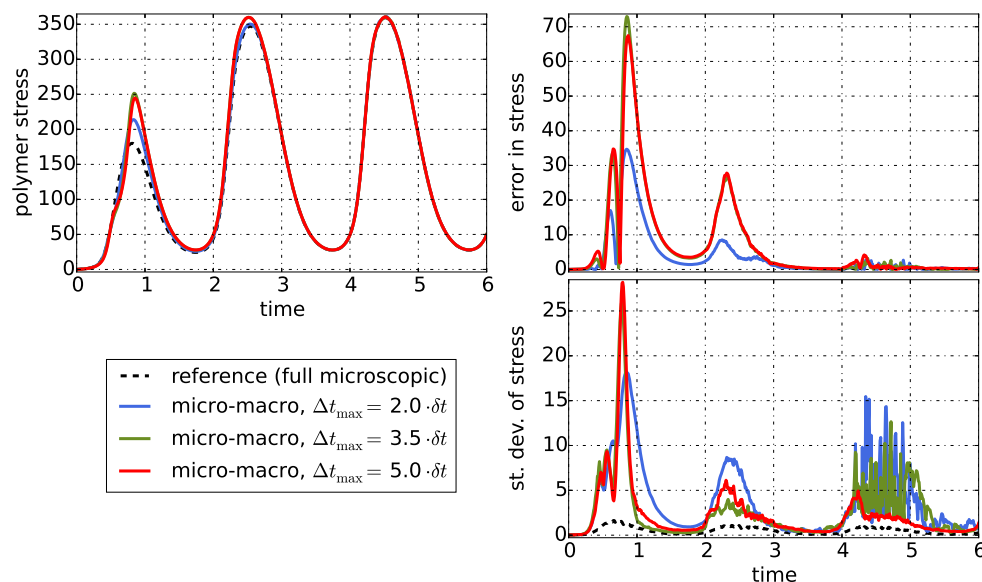 350
300
250
200
150
100
50
0
polymer stress
0 1 2 3 4 5 6
time
reference (full microscopic)
micro-macro, Δt_max = 2.0 ·δt
micro-macro, Δt_max = 3.5 ·δt
micro-macro, Δt_max = 5.0 ·δt
70
60
50
40
30
20
10
0
error in stress
25
20
15
10
5
0
st. dev. of stress
0 1 2 3 4 5 6
time